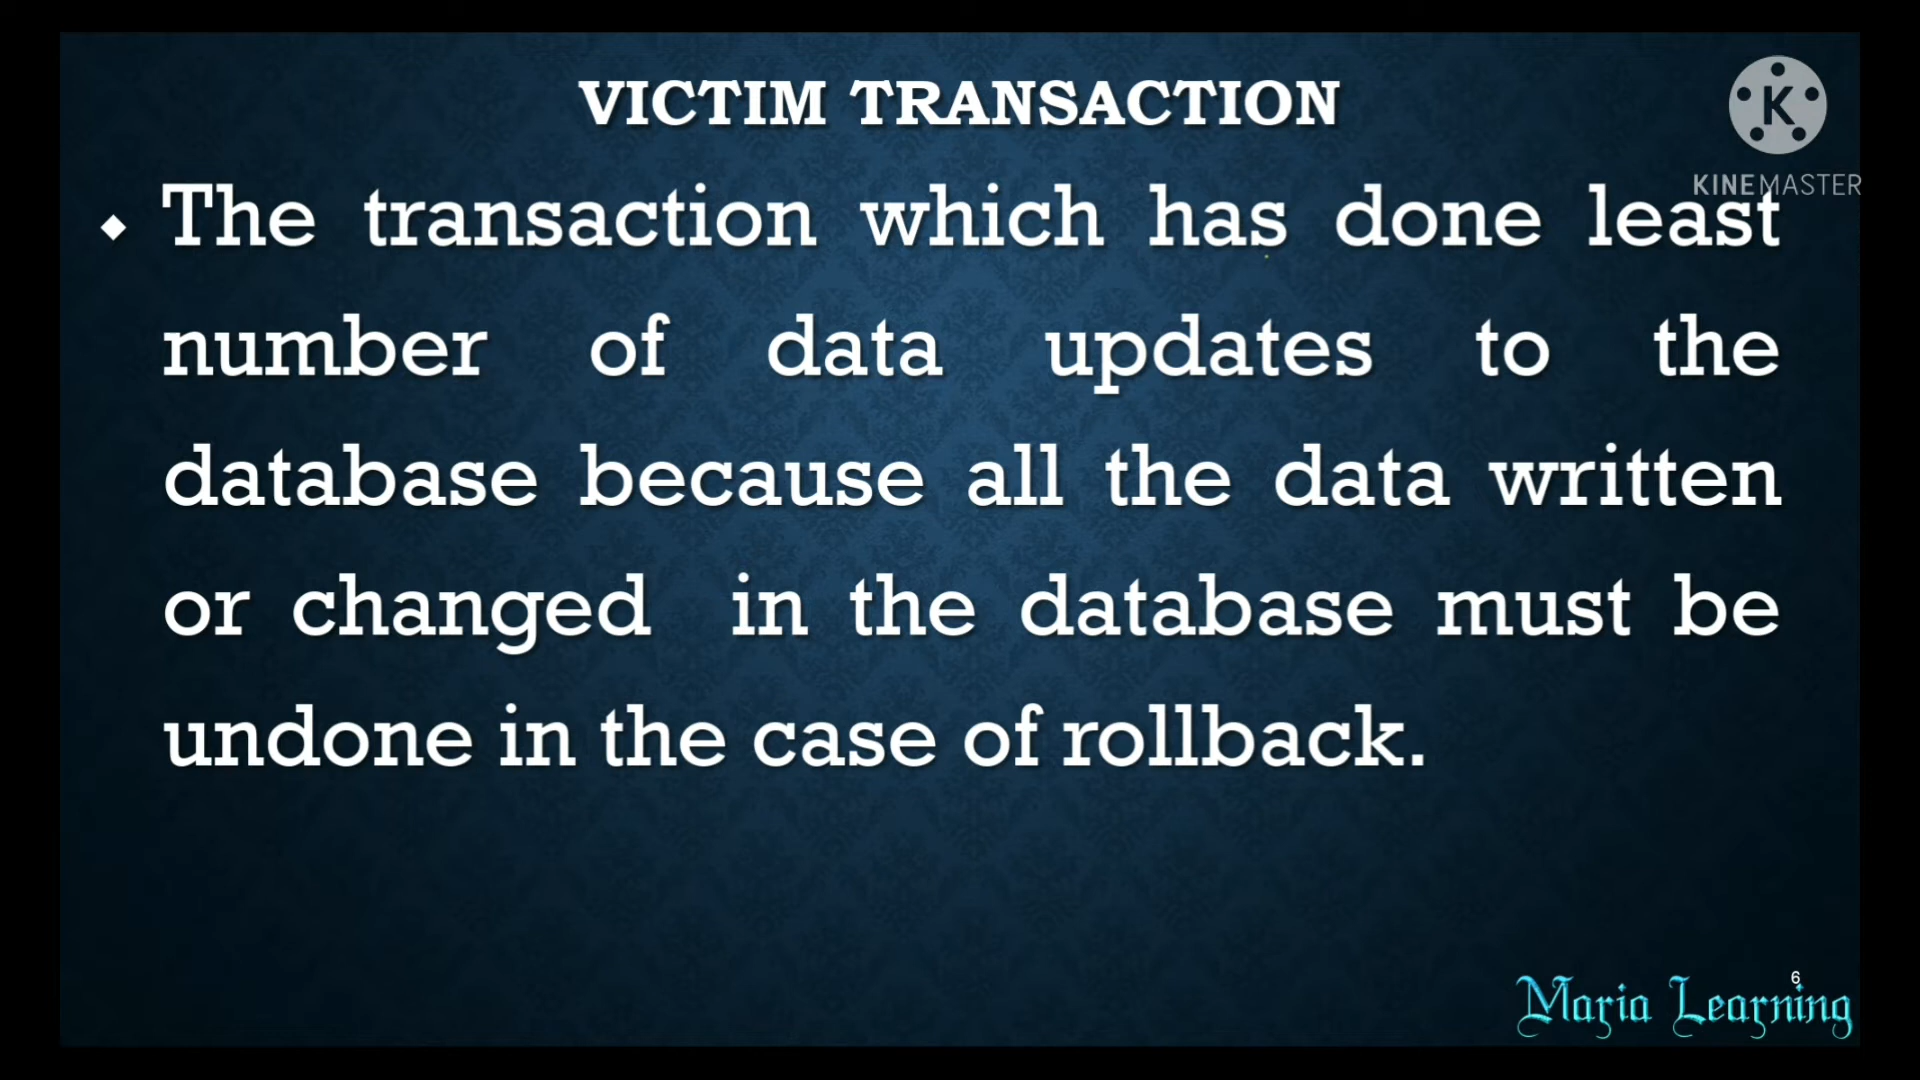 VICTIM TRANSACTION
KINEMASTER
The transaction which has done least
number of data updates to the
database because all the data written
or changed in the database must be
undone in the case of rollback.
6
Maria Learning